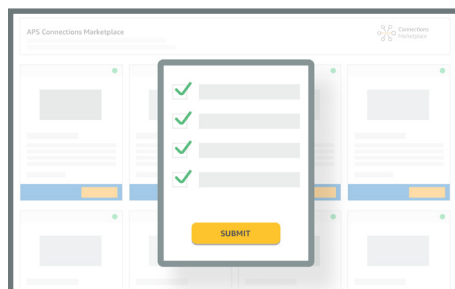 APS Connections Marketplace
Connections
Marketplace
SUBMIT